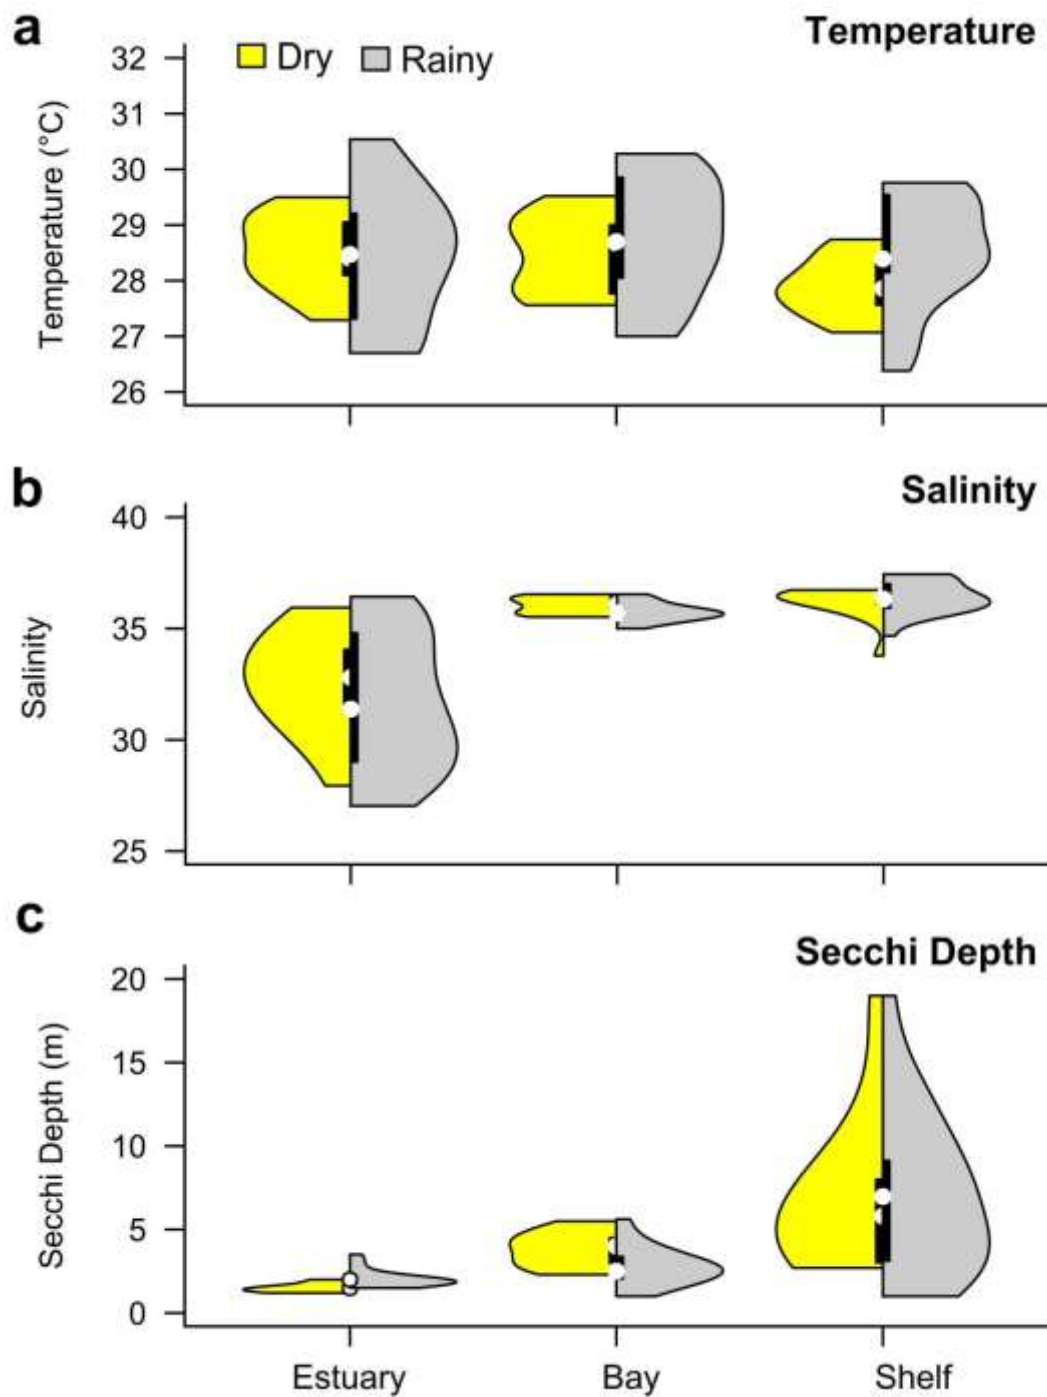 a
Temperature
Dry
Rainy
Temperature (°C)
32
31
30
29
28
27
26
b
Salinity
Salinity
40
35
30
25
c
Secchi Depth
Secchi Depth (m)
20
15
10
5
0
Estuary
Bay
Shelf